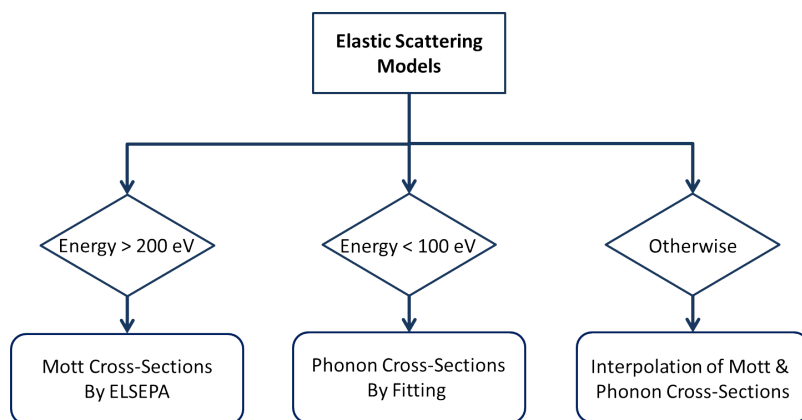 Elastic Scattering
Models
Energy > 200 eV
Energy < 100 eV
Otherwise
Mott Cross-Sections
By ELSEPA
Phonon Cross-Sections
By Fitting
Interpolation of Mott &
Phonon Cross-Sections